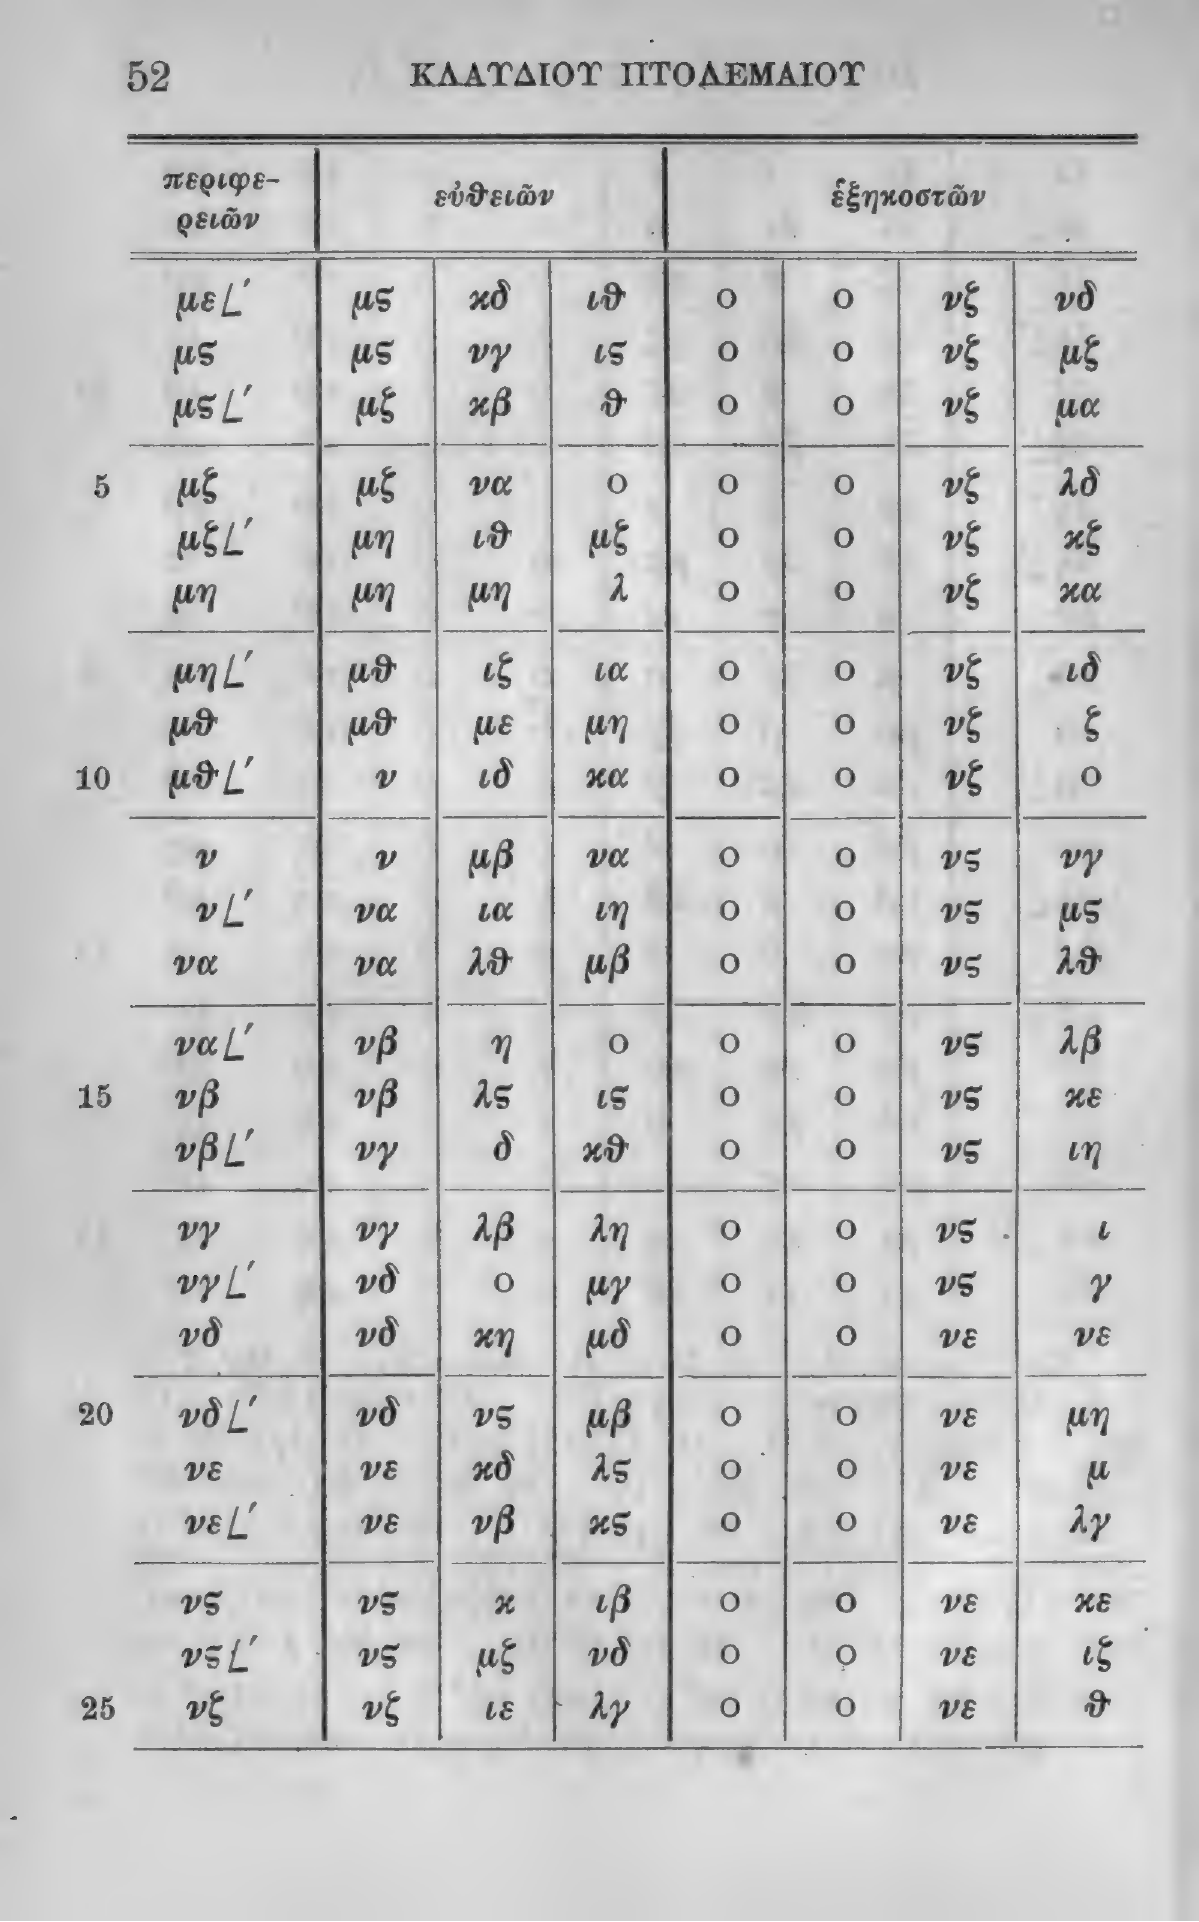 52 ΚΛΑΥΔΙΟΥ ΠΤΟΛΕΜΑΙΟΥ
περιφε- εὐθειῶν ἑξηκοστῶν
ρειῶν
με∠′ μϛ κδ ιϑ ο ο νζ νδ
μϛ μϛ νγ ιϛ ο ο νζ μζ
μϛ∠′ μζ κβ ϑ ο ο νζ μα
5 μζ μζ να ο ο ο νζ λδ
μζ∠′ μη ιϑ μζ ο ο νζ κζ
μη μη μη λ ο ο νζ κα
μη∠′ μϑ ιζ ια ο ο νζ ιδ
μϑ μϑ με μη ο ο νζ ζ
10 μϑ∠′ ν ιδ κα ο ο νζ ο
ν ν μβ να ο ο νϛ νγ
ν∠′ να ια ιη ο ο νϛ μϛ
να να λϑ μβ ο ο νϛ λϑ
να∠′ νβ η ο ο ο νϛ λβ
15 νβ νβ λϛ ιϛ ο ο νϛ κε
νβ∠′ νγ δ κϑ ο ο νϛ ιη
νγ νγ λβ λη ο ο νϛ ι
νγ∠′ νδ ο μγ ο ο νϛ γ
νδ νδ κη μδ ο ο νε νε
20 νδ∠′ νδ νϛ μβ ο ο νε μη
νε νε κδ λϛ ο ο νε μ
νε∠′ νε νβ κϛ ο ο νε λγ
νϛ νϛ κ ιβ ο ο νε κε
νϛ∠′ νϛ μζ νδ ο ο νε ιζ
25 νζ νζ ιε λγ ο ο νε ϑ